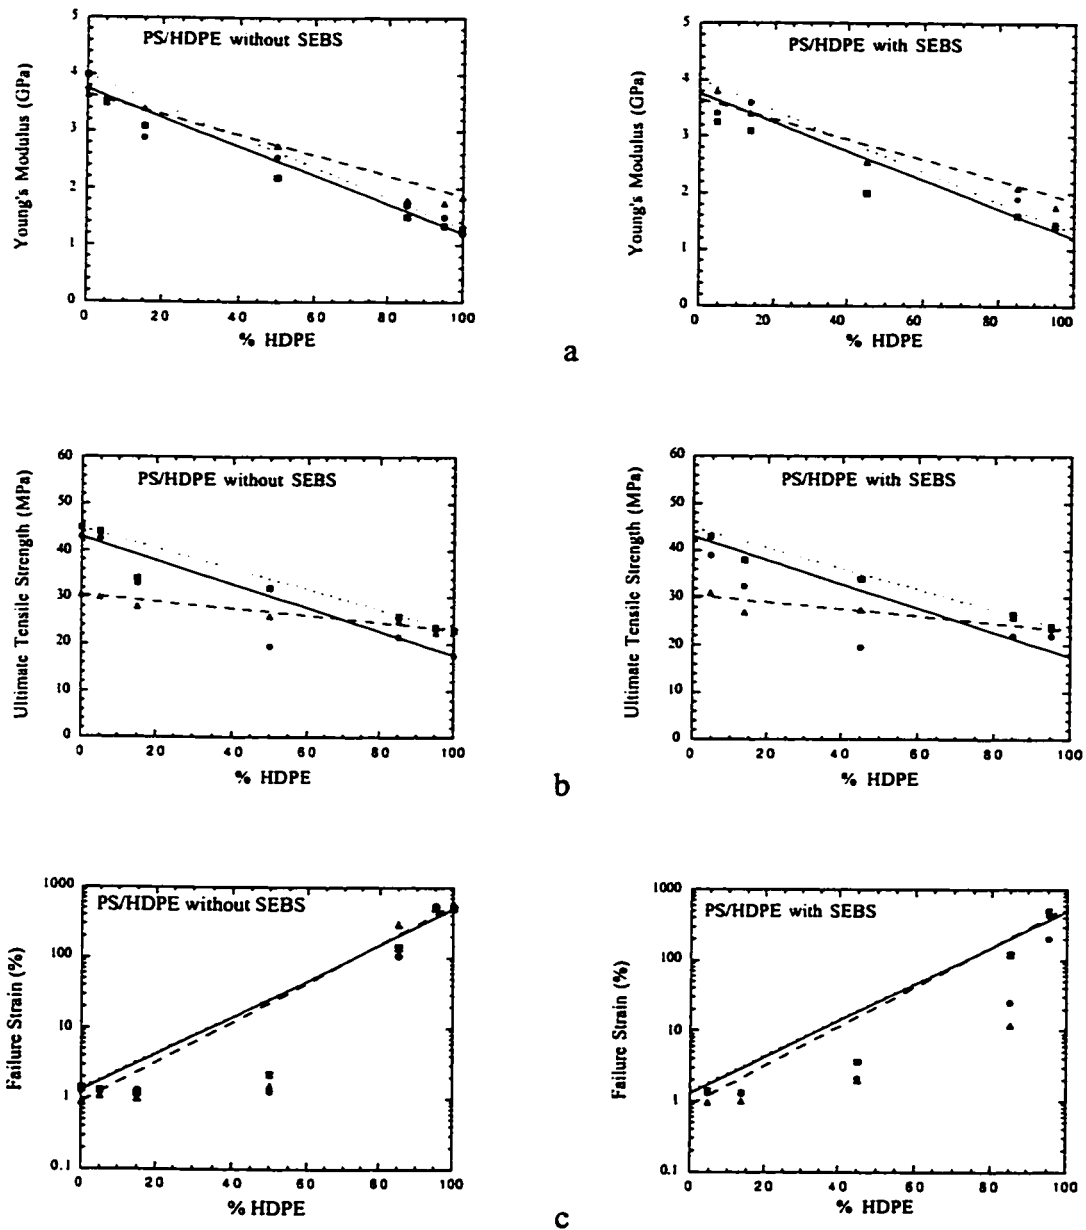 PS/HDPE without SEBS
Young's Modulus (GPa)
5
4
3
2
1
0
0 20 40 60 80 100
% HDPE
PS/HDPE with SEBS
Young's Modulus (GPa)
5
4
3
2
1
0
0 20 40 60 80 100
% HDPE
a
PS/HDPE without SEBS
Ultimate Tensile Strength (MPa)
60
50
40
30
20
10
0
0 20 40 60 80 100
% HDPE
PS/HDPE with SEBS
Ultimate Tensile Strength (MPa)
60
50
40
30
20
10
0
0 20 40 60 80 100
% HDPE
b
PS/HDPE without SEBS
Failure Strain (%)
1000
100
10
1
0.1
0 20 40 60 80 100
% HDPE
PS/HDPE with SEBS
Failure Strain (%)
1000
100
10
1
0.1
0 20 40 60 80 100
% HDPE
c